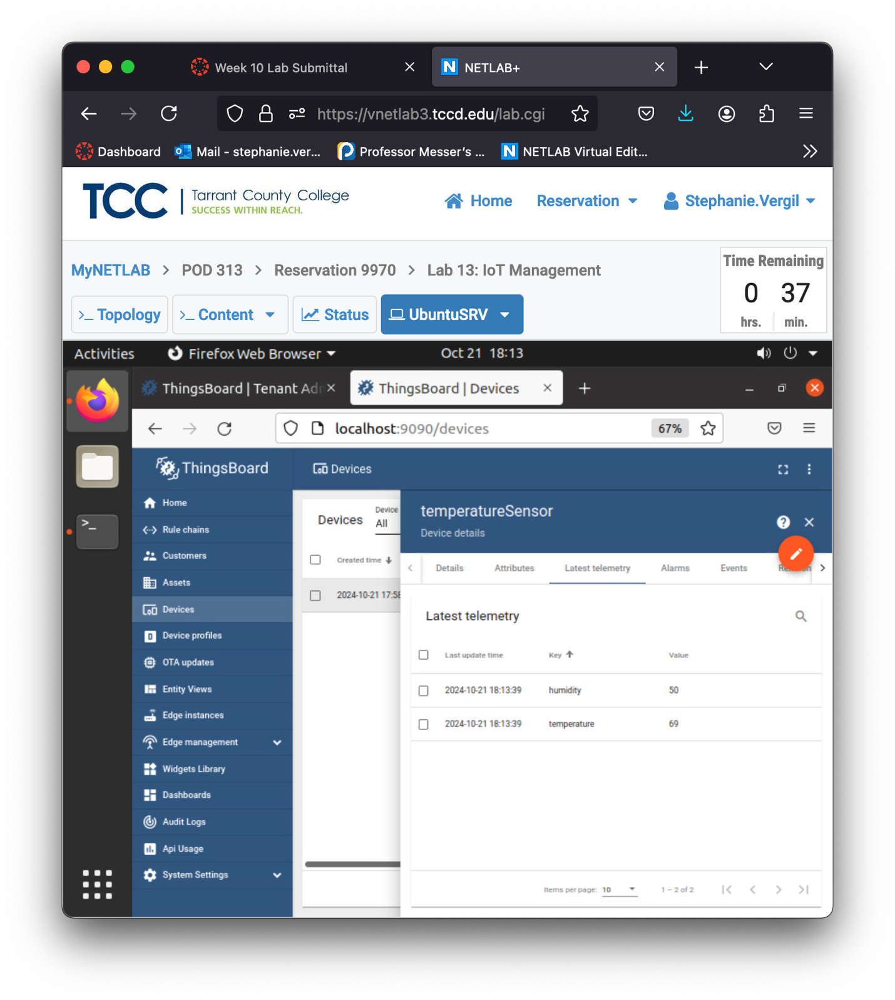 Week 10 Lab Submittal
NETLAB+
https://vnetlab3.tccd.edu/lab.cgi
Dashboard
Mail - stephanie.ver...
Professor Messer's ...
NETLAB Virtual Edit...
TCC
Tarrant County College
SUCCESS WITHIN REACH.
Home
Reservation
Stephanie.Vergil
MyNETLAB > POD 313 > Reservation 9970 > Lab 13: IoT Management
Time Remaining
0 37
hrs. min.
>_ Topology
>_ Content
Status
UbuntuSRV
Activities
Firefox Web Browser
Oct 21 18:13
ThingsBoard | Tenant Adr
ThingsBoard | Devices
localhost:9090/devices
67%
ThingsBoard
Devices
Home
Rule chains
Customers
Assets
Devices
Device profiles
OTA updates
Entity Views
Edge instances
Edge management
Widgets Library
Dashboards
Audit Logs
Api Usage
System Settings
Devices
Device
All
Created time
2024-10-21 17:58
temperatureSensor
Device details
Details
Attributes
Latest telemetry
Alarms
Events
Latest telemetry
Last update time
Key
Value
2024-10-21 18:13:39
humidity
50
2024-10-21 18:13:39
temperature
69
Items per page: 10
1 – 2 of 2